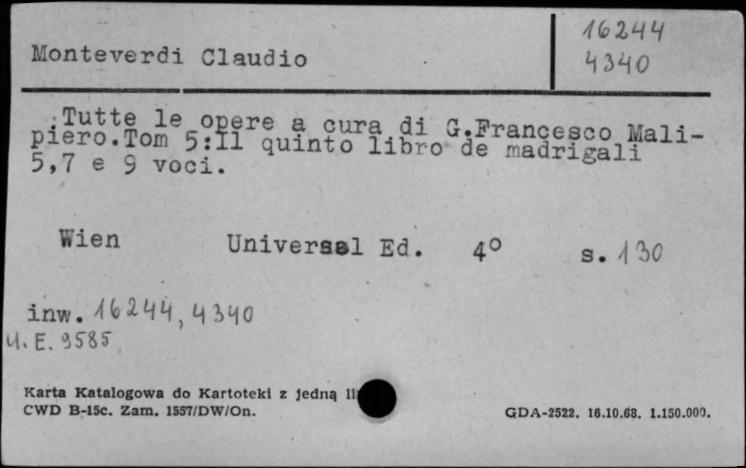 16244
Monteverdi Claudio
4340
Tutte le opere a cura di G.Francesco Mali-
piero.Tom 5:Il quinto libro de madrigali
5,7 e 9 voci.
Wien Universal Ed. 4° s. 130
inw. 16244, 4340
U.E. 9585
Karta Katalogowa do Kartoteki z jedną
CWD B-15c. Zam. 1557/DW/On.
GDA-2522. 16.10.68. 1.150.000.